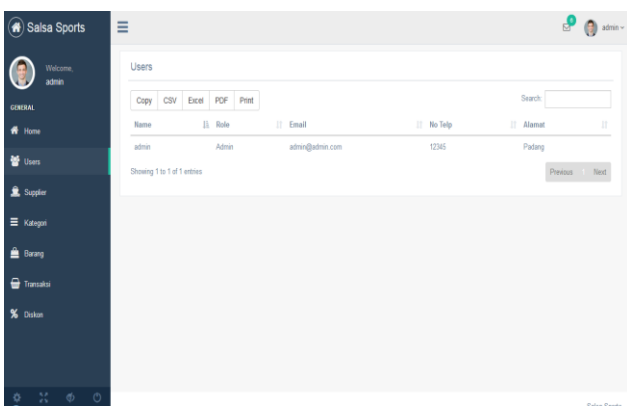 Salsa Sports
0
admin
Welcome,
admin
GENERAL
Home
Users
Supplier
Kategori
Barang
Transaksi
Diskon
Users
Copy CSV Excel PDF Print
Search:
Name Role Email No Telp Alamat
admin Admin admin@admin.com 12345 Padang
Showing 1 to 1 of 1 entries
Previous 1 Next
Salsa Sports